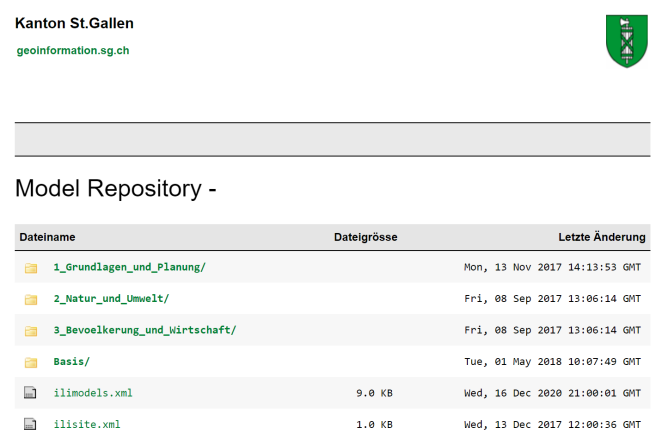 Kanton St.Gallen
geoinformation.sg.ch
Model Repository -
Dateiname Dateigrösse Letzte Änderung
1_Grundlagen_und_Planung/ Mon, 13 Nov 2017 14:13:53 GMT
2_Natur_und_Umwelt/ Fri, 08 Sep 2017 13:06:14 GMT
3_Bevoelkerung_und_Wirtschaft/ Fri, 08 Sep 2017 13:06:14 GMT
Basis/ Tue, 01 May 2018 10:07:49 GMT
ilimodels.xml 9.0 KB Wed, 16 Dec 2020 21:00:01 GMT
ilisite.xml 1.0 KB Wed, 13 Dec 2017 12:00:36 GMT